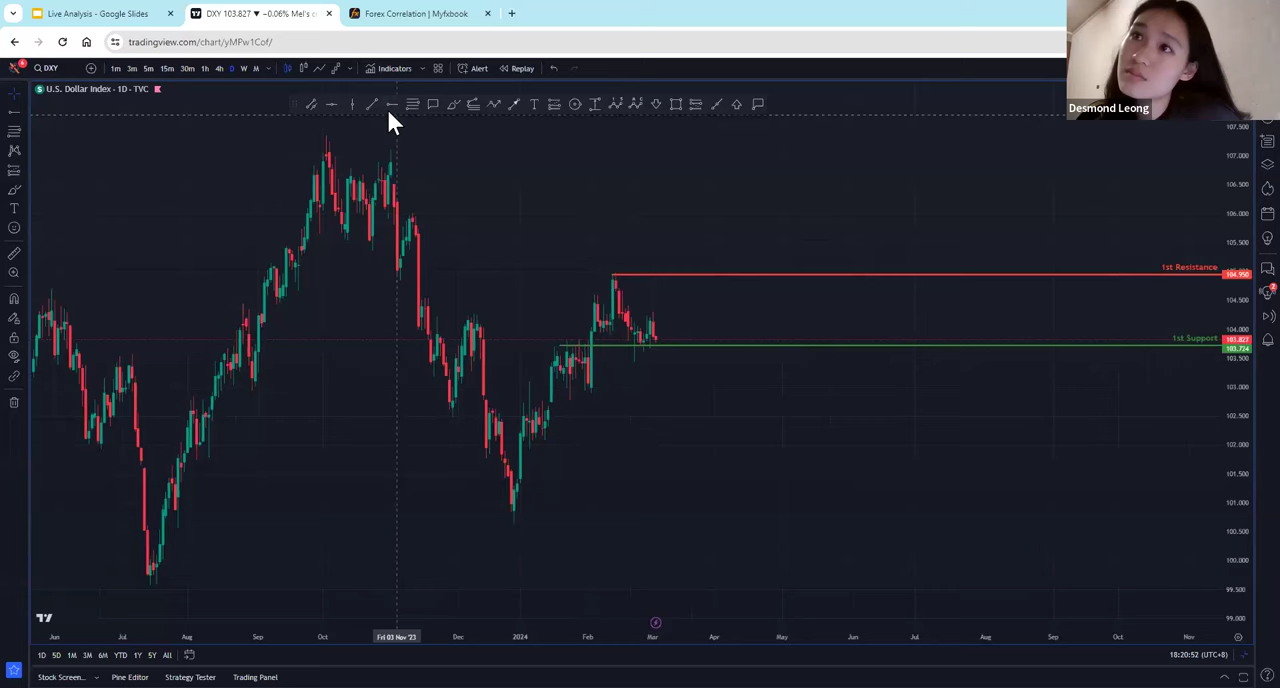 Live Analysis - Google Slides
DXY 103.827 ▼ −0.06% Mel's c
Forex Correlation | Myfxbook
tradingview.com/chart/yMPw1Cof/
Desmond Leong
6
DXY
1m 3m 5m 15m 30m 1h 4h D W M
Indicators
Alert
Replay
U.S. Dollar Index · 1D · TVC
107.500
107.000
106.500
106.000
105.500
1st Resistance
104.950
104.500
104.000
1st Support
103.827
103.724
103.500
103.000
102.500
102.000
101.500
101.000
100.500
100.000
99.500
99.000
2
Jun Jul Aug Sep Oct Fri 03 Nov '23 Dec 2024 Feb Mar Apr May Jun Jul Aug Sep Oct Nov
1D 5D 1M 3M 6M YTD 1Y 5Y All
18:20:52 (UTC+8)
Stock Screen... Pine Editor Strategy Tester Trading Panel